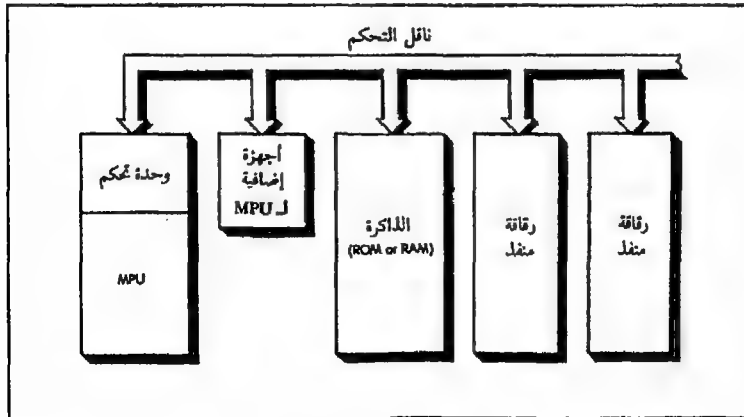 ناقل التحكم
وحدة تحكم
MPU
أجهزة
إضافية
لـ MPU
الذاكرة
(ROM or RAM)
رقاقة
منفذ
رقاقة
منفذ